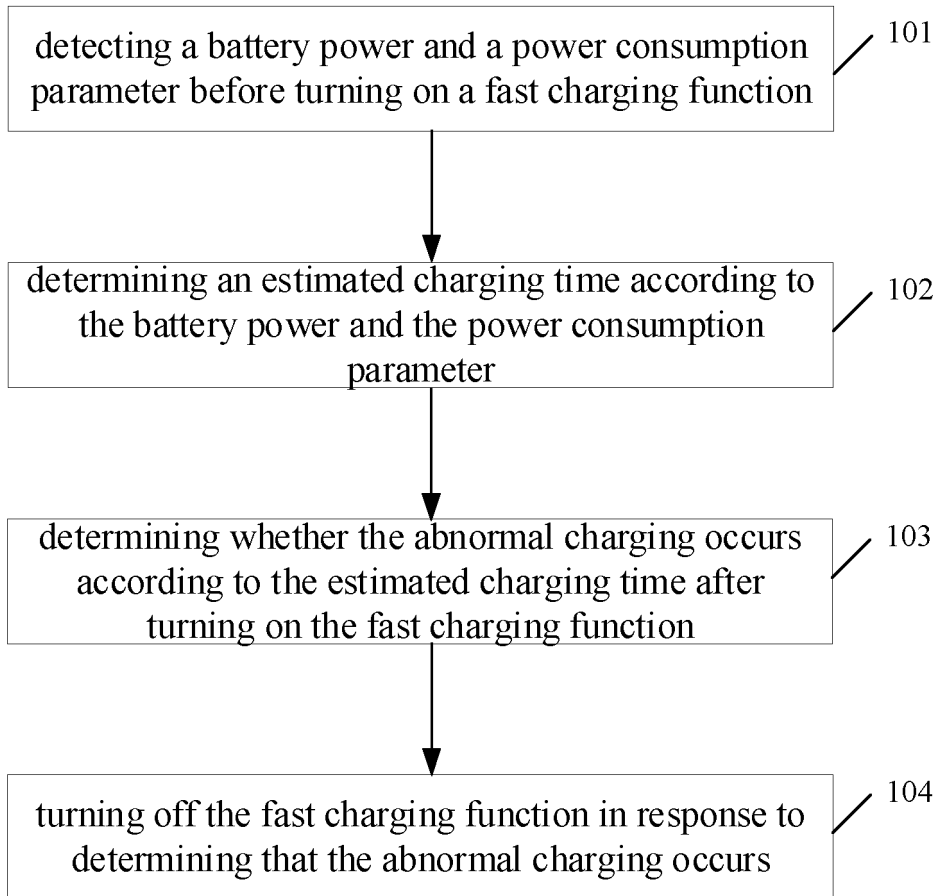 detecting a battery power and a power consumption
parameter before turning on a fast charging function
101
determining an estimated charging time according to
the battery power and the power consumption
parameter
102
determining whether the abnormal charging occurs
according to the estimated charging time after
turning on the fast charging function
103
turning off the fast charging function in response to
determining that the abnormal charging occurs
104